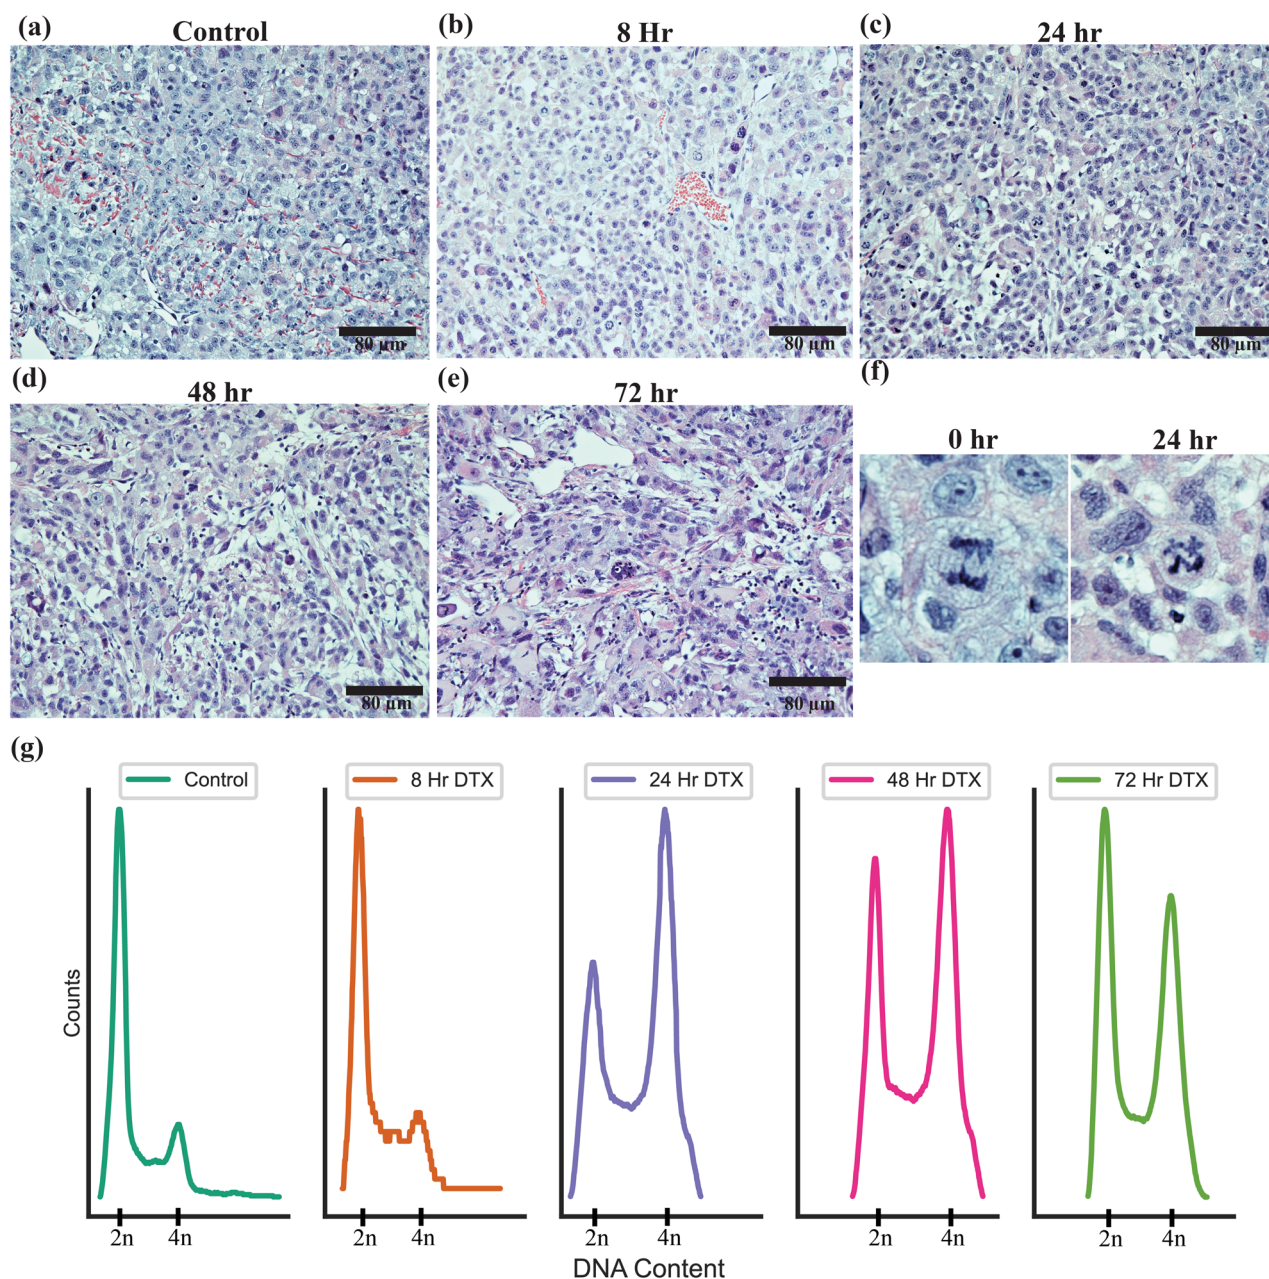 (a) Control
(b) 8 Hr
(c) 24 hr
80 μm
80 μm
80 μm
(d) 48 hr
(e) 72 hr
(f)
0 hr
24 hr
80 μm
80 μm
(g)
Control
8 Hr DTX
24 Hr DTX
48 Hr DTX
72 Hr DTX
Counts
2n 4n
2n 4n
2n 4n
2n 4n
2n 4n
DNA Content